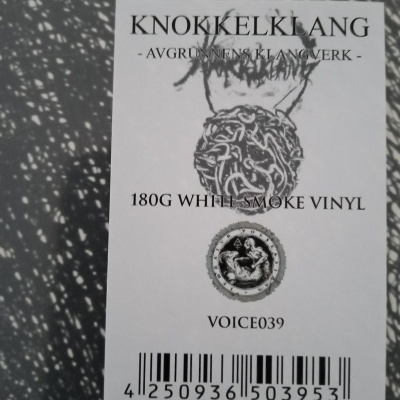 KNOKKELKLANG
- AVGRUNNENS KLANGVERK -
180G WHITE SMOKE VINYL
VOICE039
4 250936 503953